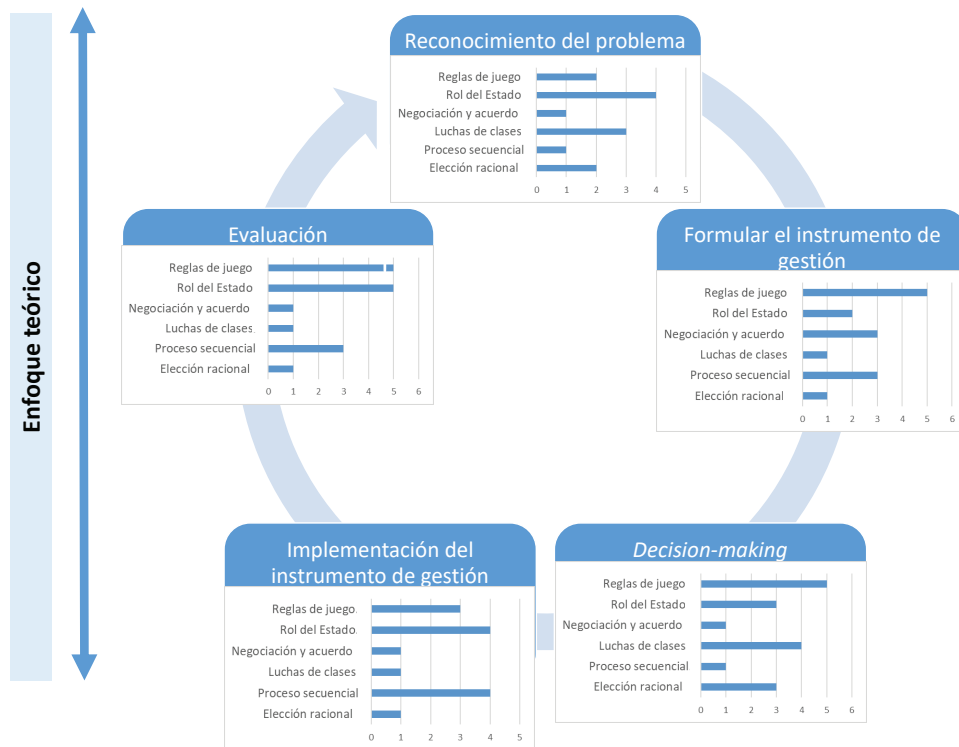 Enfoque teórico
Reconocimiento del problema
Reglas de juego
Rol del Estado
Negociación y acuerdo
Luchas de clases
Proceso secuencial
Elección racional
0 1 2 3 4 5
Formular el instrumento de
gestión
Reglas de juego
Rol del Estado
Negociación y acuerdo
Luchas de clases
Proceso secuencial
Elección racional
0 1 2 3 4 5 6
Decision-making
Reglas de juego
Rol del Estado
Negociación y acuerdo
Luchas de clases
Proceso secuencial
Elección racional
0 1 2 3 4 5 6
Implementación del
instrumento de gestión
Reglas de juego
Rol del Estado
Negociación y acuerdo
Luchas de clases
Proceso secuencial
Elección racional
0 1 2 3 4 5
Evaluación
Reglas de juego
Rol del Estado
Negociación y acuerdo
Luchas de clases
Proceso secuencial
Elección racional
0 1 2 3 4 5 6